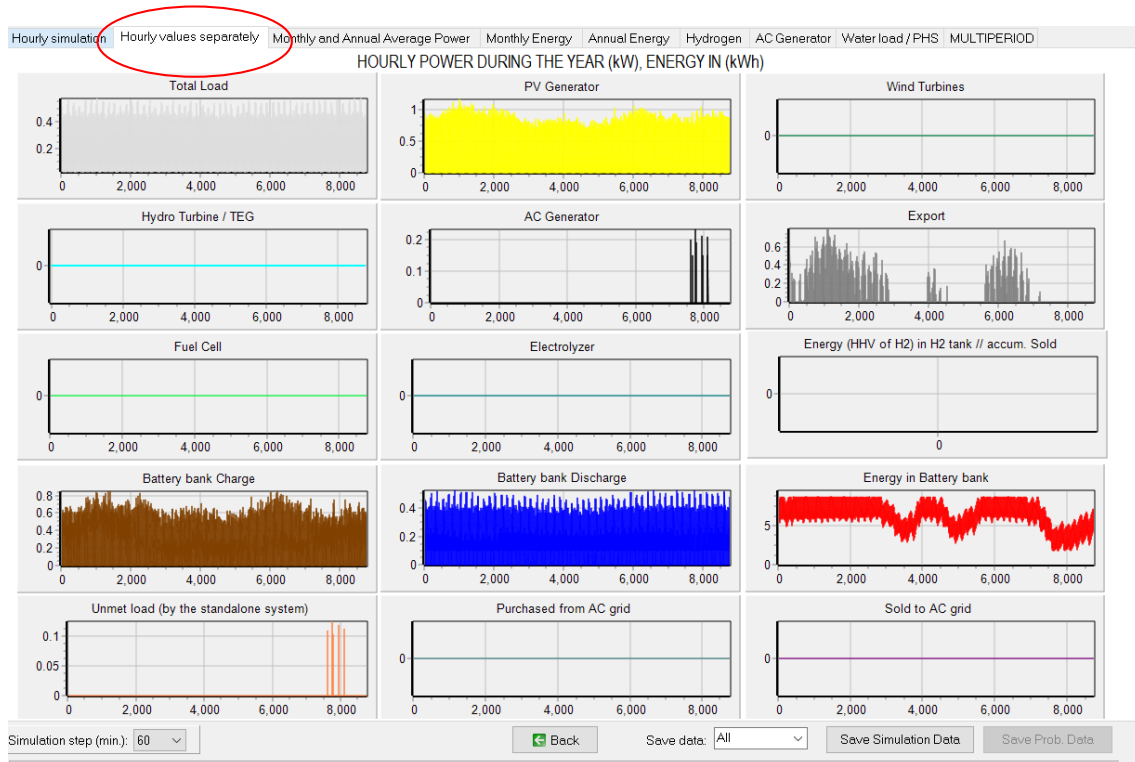 Hourly simulation Hourly values separately Monthly and Annual Average Power Monthly Energy Annual Energy Hydrogen AC Generator Water load / PHS MULTIPERIOD
HOURLY POWER DURING THE YEAR (kW), ENERGY IN (kWh)
Total Load
0.4
0.2
0 2,000 4,000 6,000 8,000
PV Generator
1
0.5
0
0 2,000 4,000 6,000 8,000
Wind Turbines
0
0 2,000 4,000 6,000 8,000
Hydro Turbine / TEG
0
0 2,000 4,000 6,000 8,000
AC Generator
0.2
0.1
0
0 2,000 4,000 6,000 8,000
Export
0.6
0.4
0.2
0
0 2,000 4,000 6,000 8,000
Fuel Cell
0
0 2,000 4,000 6,000 8,000
Electrolyzer
0
0 2,000 4,000 6,000 8,000
Energy (HHV of H2) in H2 tank // accum. Sold
0
0
Battery bank Charge
0.8
0.6
0.4
0.2
0
0 2,000 4,000 6,000 8,000
Battery bank Discharge
0.4
0.2
0
0 2,000 4,000 6,000 8,000
Energy in Battery bank
5
0
0 2,000 4,000 6,000 8,000
Unmet load (by the standalone system)
0.1
0.05
0
0 2,000 4,000 6,000 8,000
Purchased from AC grid
0
0 2,000 4,000 6,000 8,000
Sold to AC grid
0
0 2,000 4,000 6,000 8,000
Simulation step (min.): 60 Back Save data: All Save Simulation Data Save Prob. Data